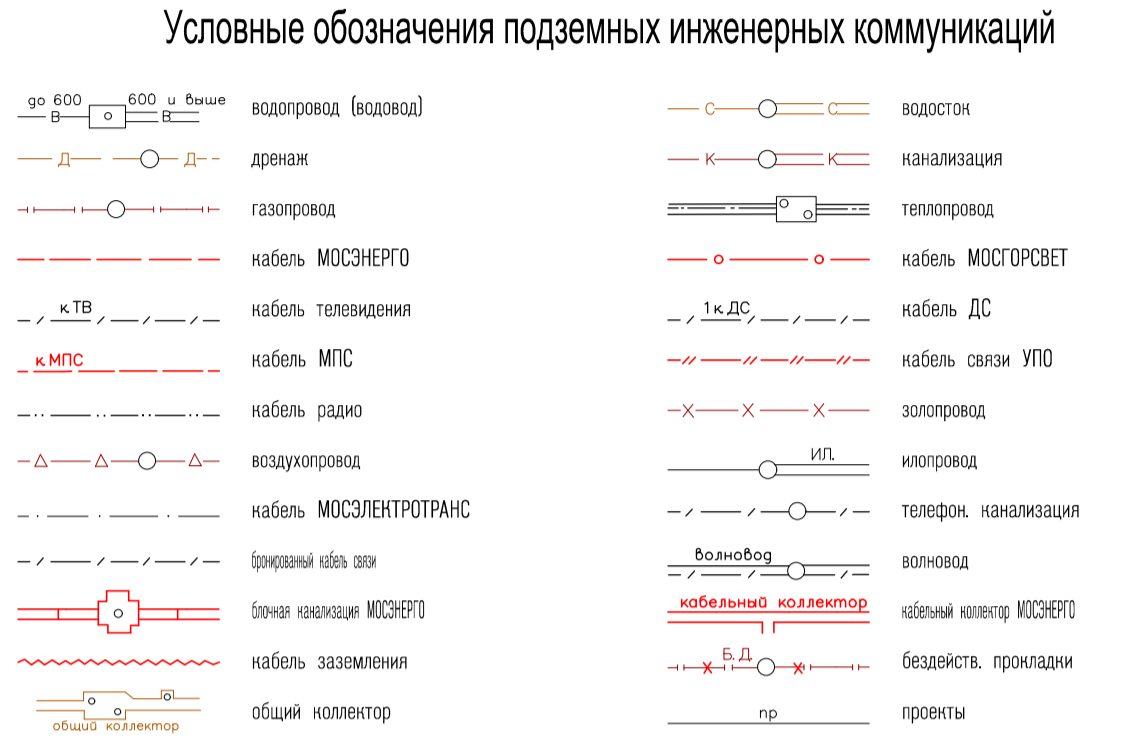 Условные обозначения подземных инженерных коммуникаций
до 600 600 и выше
В В водопровод (водовод)
С С водосток
Д Д дренаж
К К канализация
газопровод
теплопровод
кабель МОСЭНЕРГО
кабель МОСГОРСВЕТ
к ТВ кабель телевидения
1 к ДС кабель ДС
к МПС кабель МПС
кабель связи УПО
кабель радио
золопровод
воздухопровод
ИЛ. илопровод
кабель МОСЭЛЕКТРОТРАНС
телефон. канализация
бронированный кабель связи
волновод волновод
блочная канализация МОСЭНЕРГО
кабельный коллектор кабельный коллектор МОСЭНЕРГО
кабель заземления
Б. Д. бездейств. прокладки
общий коллектор общий коллектор
пр проекты